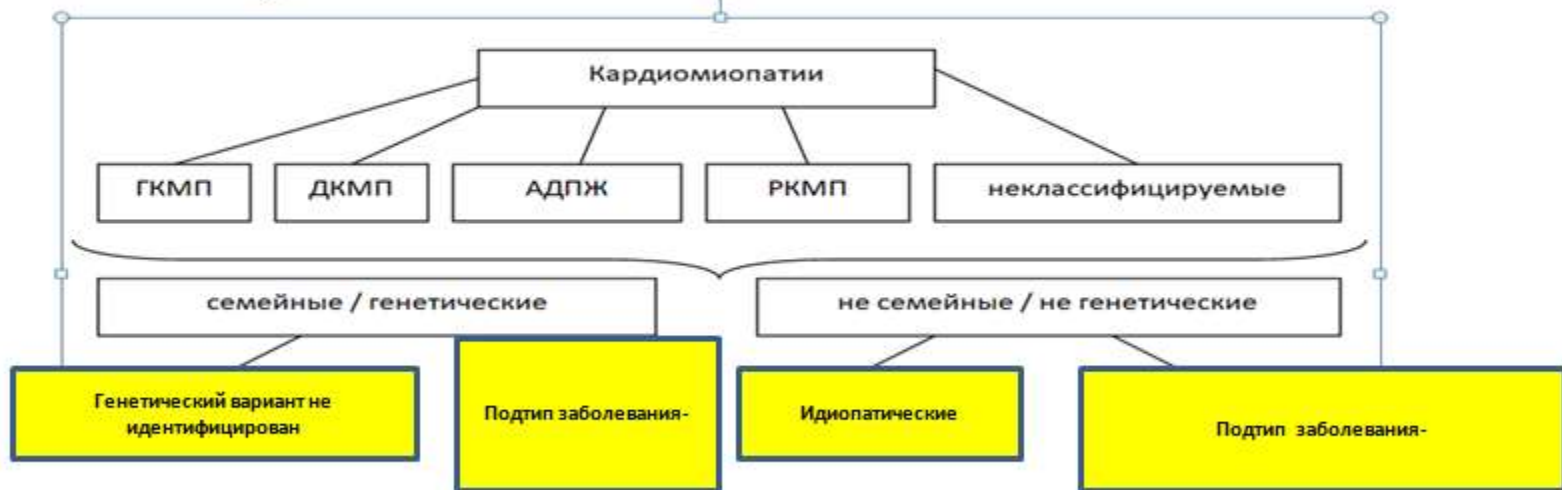 Кардиомиопатии
ГКМП
ДКМП
АДПЖ
РКМП
неклассифицируемые
семейные / генетические
не семейные / не генетические
Генетический вариант не
идентифицирован
Подтип заболевания-
Идиопатические
Подтип заболевания-